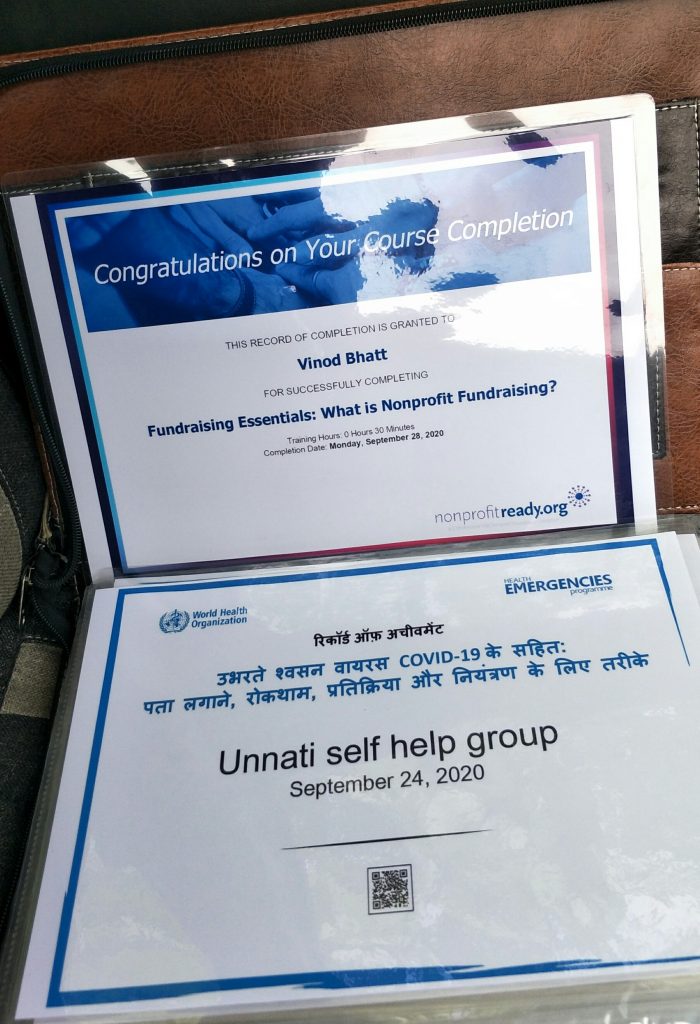 Congratulations on Your Course Completion
THIS RECORD OF COMPLETION IS GRANTED TO
Vinod Bhatt
FOR SUCCESSFULLY COMPLETING
Fundraising Essentials: What is Nonprofit Fundraising?
Training Hours: 0 Hours 30 Minutes
Completion Date: Monday, September 28, 2020
nonprofitready.org
World Health
Organization
HEALTH
EMERGENCIES
programme
रिकॉर्ड ऑफ़ अचीवमेंट
उभरते श्वसन वायरस COVID-19 के सहित:
पता लगाने, रोकथाम, प्रतिक्रिया और नियंत्रण के लिए तरीके
Unnati self help group
September 24, 2020